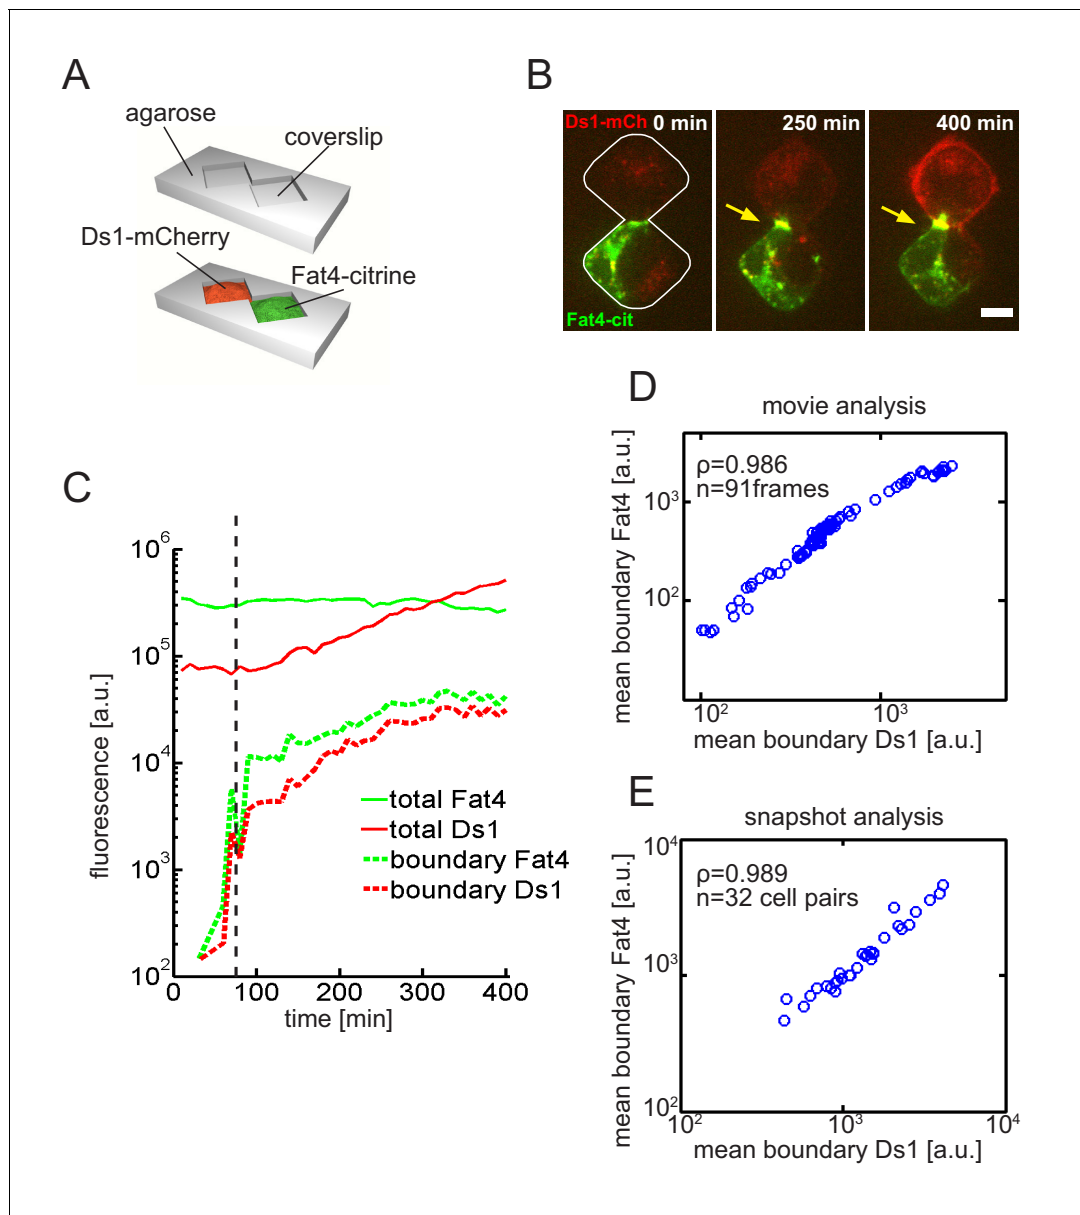 A
agarose
coverslip
Ds1-mCherry
Fat4-citrine
B
Ds1-mCh 0 min
250 min
400 min
Fat4-cit
C
fluorescence [a.u.]
10^6
10^5
10^4
10^3
10^2
0 100 200 300 400
time [min]
total Fat4
total Ds1
boundary Fat4
boundary Ds1
D
movie analysis
ρ=0.986
n=91frames
mean boundary Fat4 [a.u.]
10^3
10^2
10^2 10^3
mean boundary Ds1 [a.u.]
E
snapshot analysis
ρ=0.989
n=32 cell pairs
mean boundary Fat4 [a.u.]
10^4
10^3
10^2
10^2 10^3 10^4
mean boundary Ds1 [a.u.]